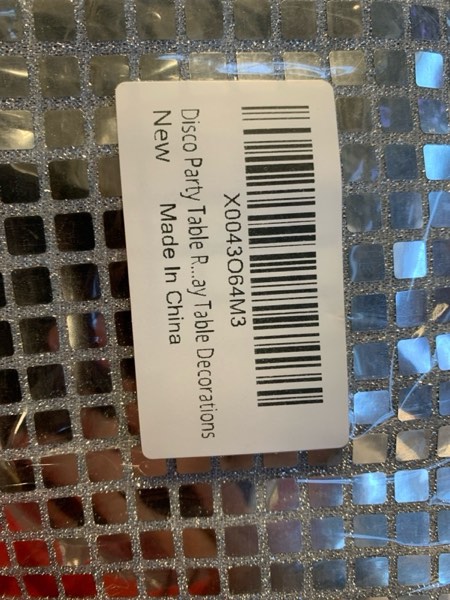 X0043O64M3
Disco Party Table R...ay Table Decorations
New
Made In China